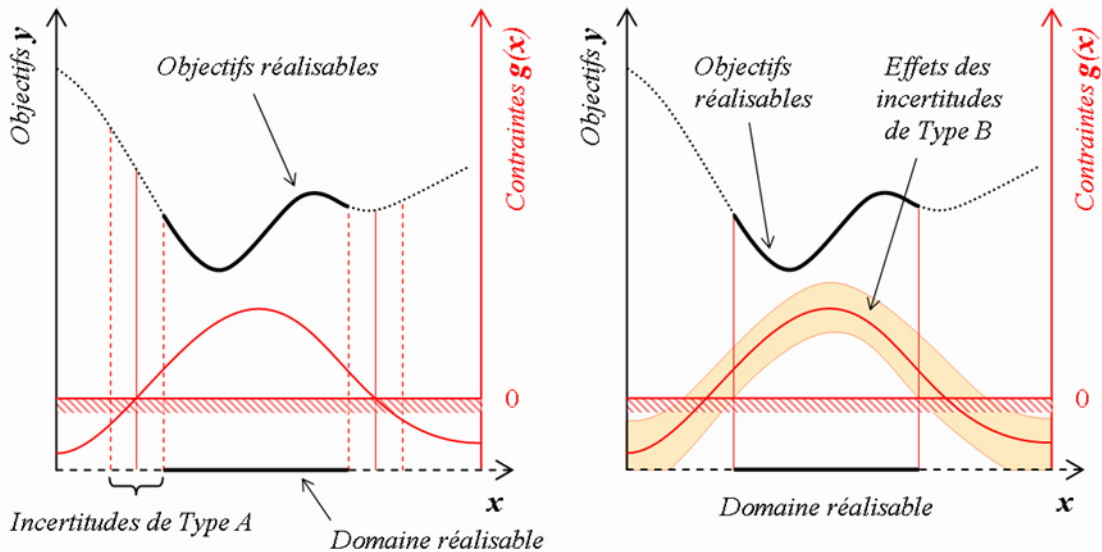 Objectifs y
Objectifs réalisables
Contraintes g(x)
0
x
Incertitudes de Type A
Domaine réalisable
Objectifs y
Objectifs
réalisables
Effets des
incertitudes
de Type B
Contraintes g(x)
0
x
Domaine réalisable